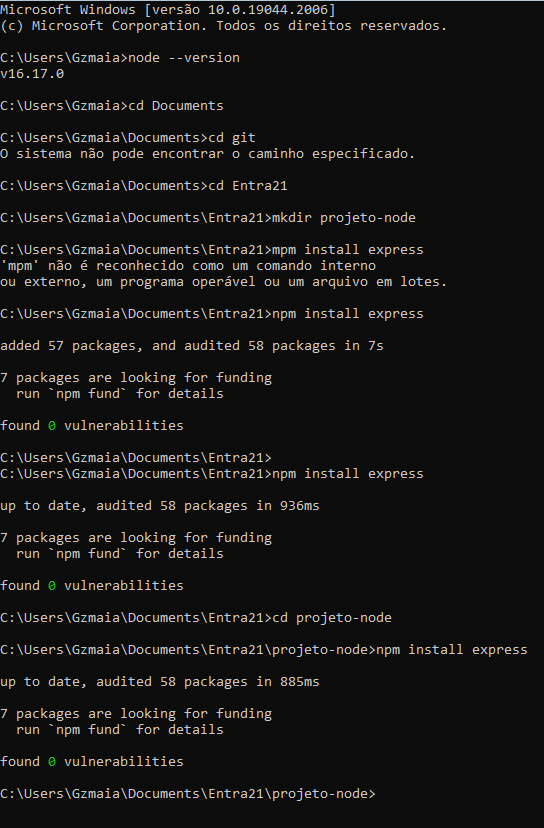 Microsoft Windows [versão 10.0.19044.2006]
(c) Microsoft Corporation. Todos os direitos reservados.
C:\Users\Gzmaia>node --version
v16.17.0
C:\Users\Gzmaia>cd Documents
C:\Users\Gzmaia\Documents>cd git
O sistema não pode encontrar o caminho especificado.
C:\Users\Gzmaia\Documents>cd Entra21
C:\Users\Gzmaia\Documents\Entra21>mkdir projeto-node
C:\Users\Gzmaia\Documents\Entra21>mpm install express
'mpm' não é reconhecido como um comando interno
ou externo, um programa operável ou um arquivo em lotes.
C:\Users\Gzmaia\Documents\Entra21>npm install express
added 57 packages, and audited 58 packages in 7s
7 packages are looking for funding
  run `npm fund` for details
found 0 vulnerabilities
C:\Users\Gzmaia\Documents\Entra21>
C:\Users\Gzmaia\Documents\Entra21>npm install express
up to date, audited 58 packages in 936ms
7 packages are looking for funding
  run `npm fund` for details
found 0 vulnerabilities
C:\Users\Gzmaia\Documents\Entra21>cd projeto-node
C:\Users\Gzmaia\Documents\Entra21\projeto-node>npm install express
up to date, audited 58 packages in 885ms
7 packages are looking for funding
  run `npm fund` for details
found 0 vulnerabilities
C:\Users\Gzmaia\Documents\Entra21\projeto-node>